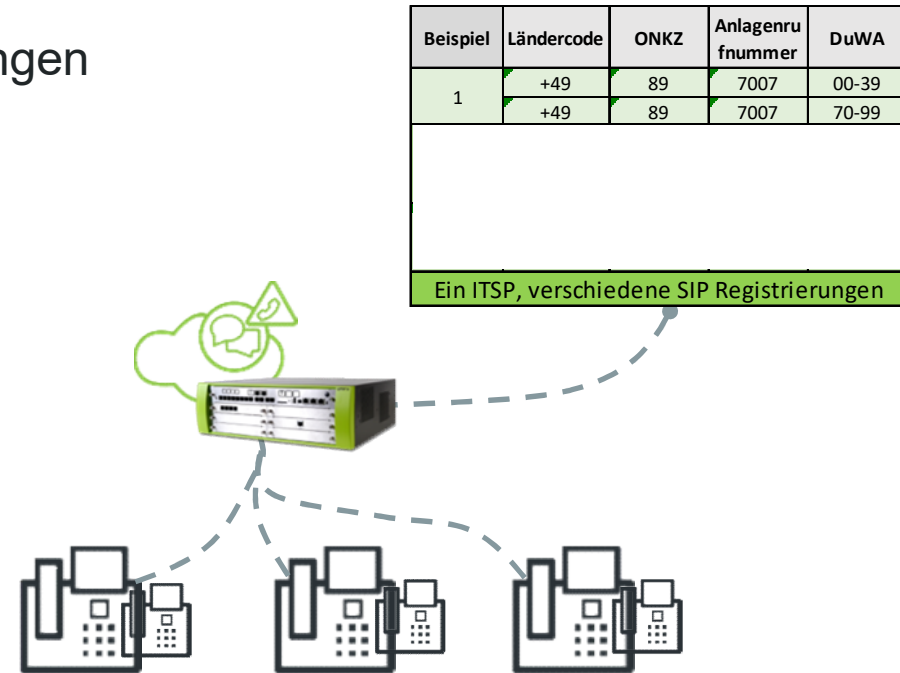 ngen
Beispiel Ländercode ONKZ Anlagenru DuWA
fnummer
1 +49 89 7007 00-39
+49 89 7007 70-99
Ein ITSP, verschiedene SIP Registrierungen